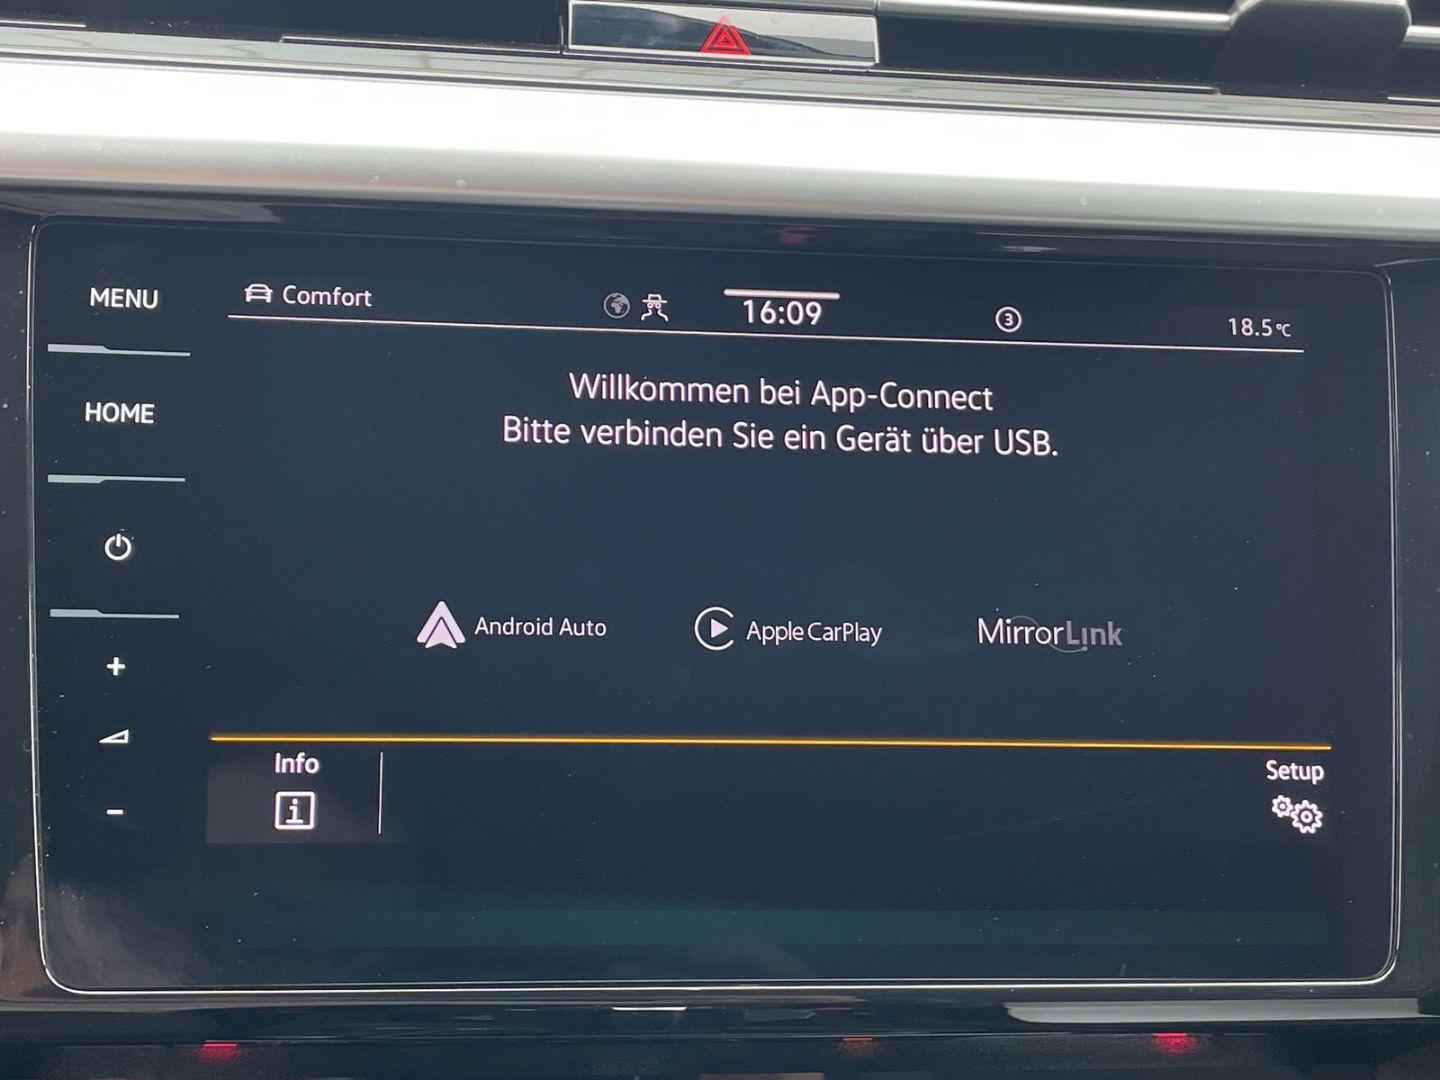 MENU
Comfort
16:09
3
18.5°C
HOME
Willkommen bei App-Connect
Bitte verbinden Sie ein Gerät über USB.
Android Auto
Apple CarPlay
MirrorLink
+
-
Info
i
Setup